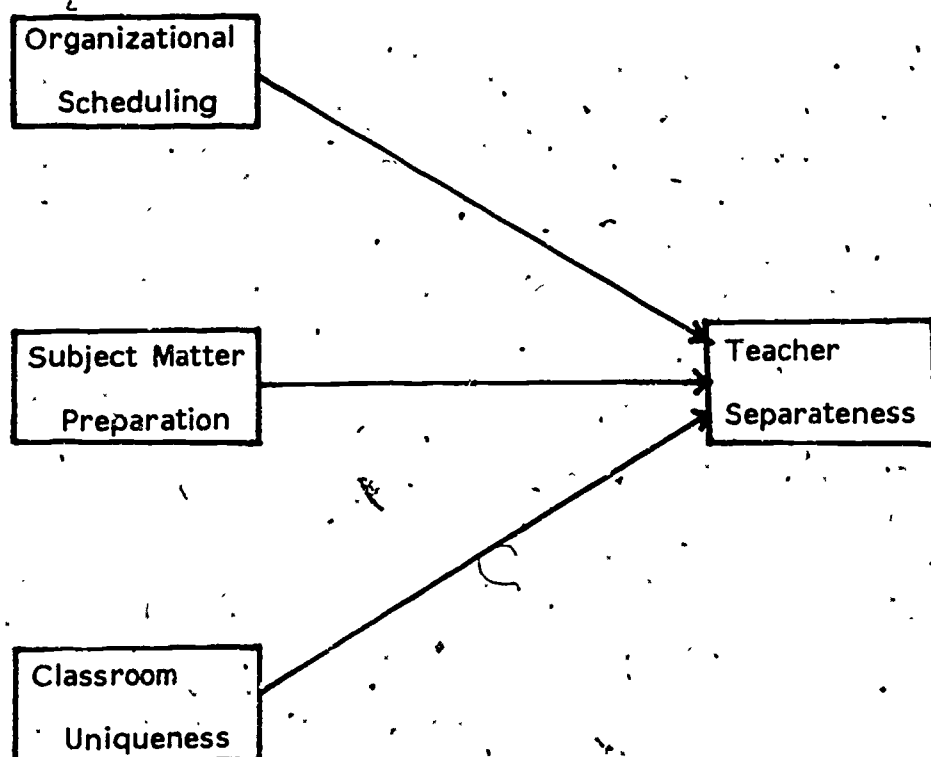 Organizational
Scheduling
Subject Matter
Preparation
Teacher
Separateness
Classroom
Uniqueness